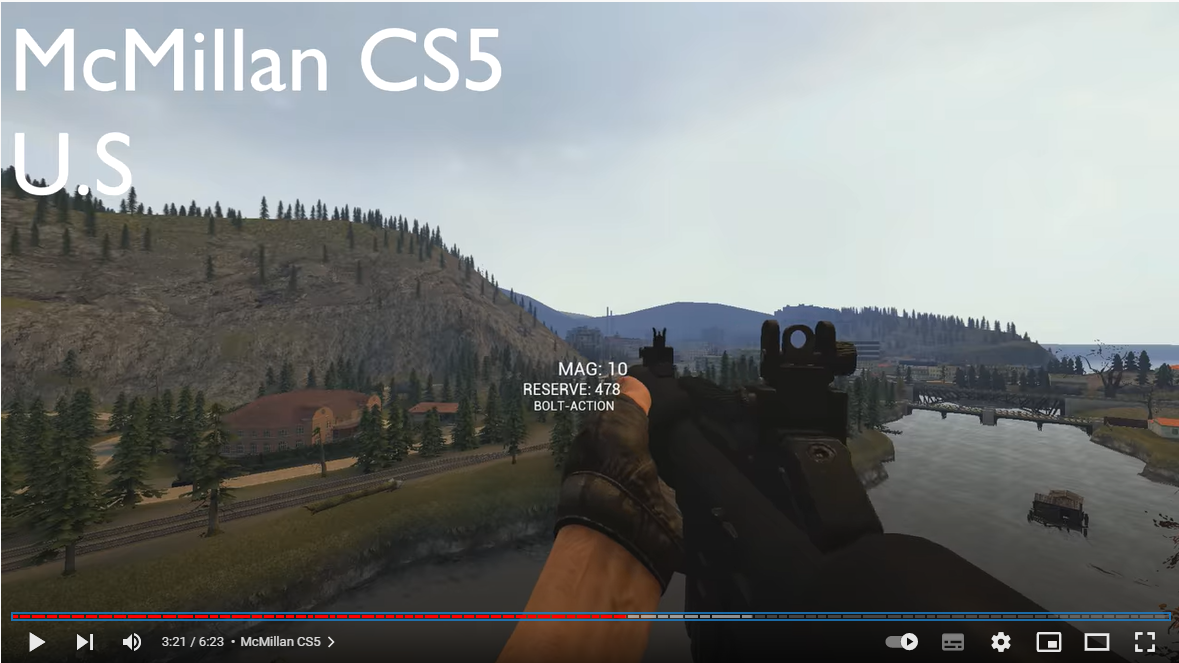 McMillan CS5
U.S
MAG: 10
RESERVE: 478
BOLT-ACTION
3:21 / 6:23 • McMillan CS5